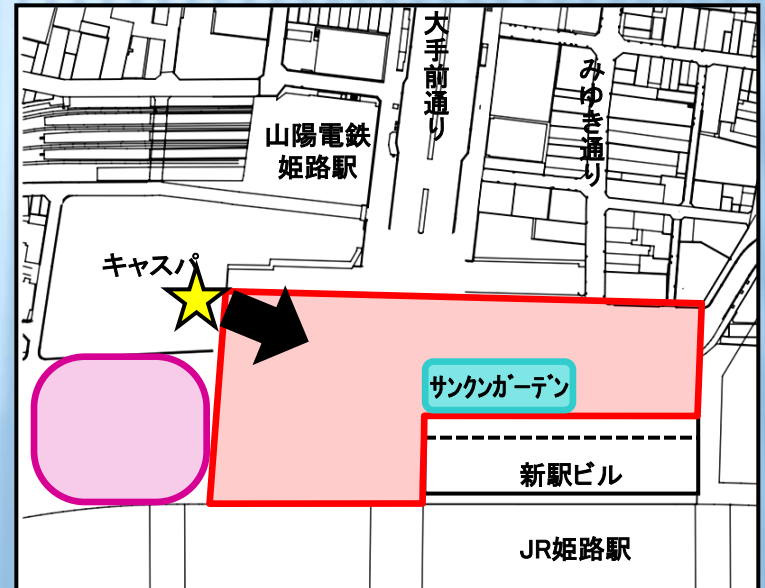 大手前通り
みゆき通り
山陽電鉄
姫路駅
キャスパ
サンクンガーデン
新駅ビル
JR姫路駅